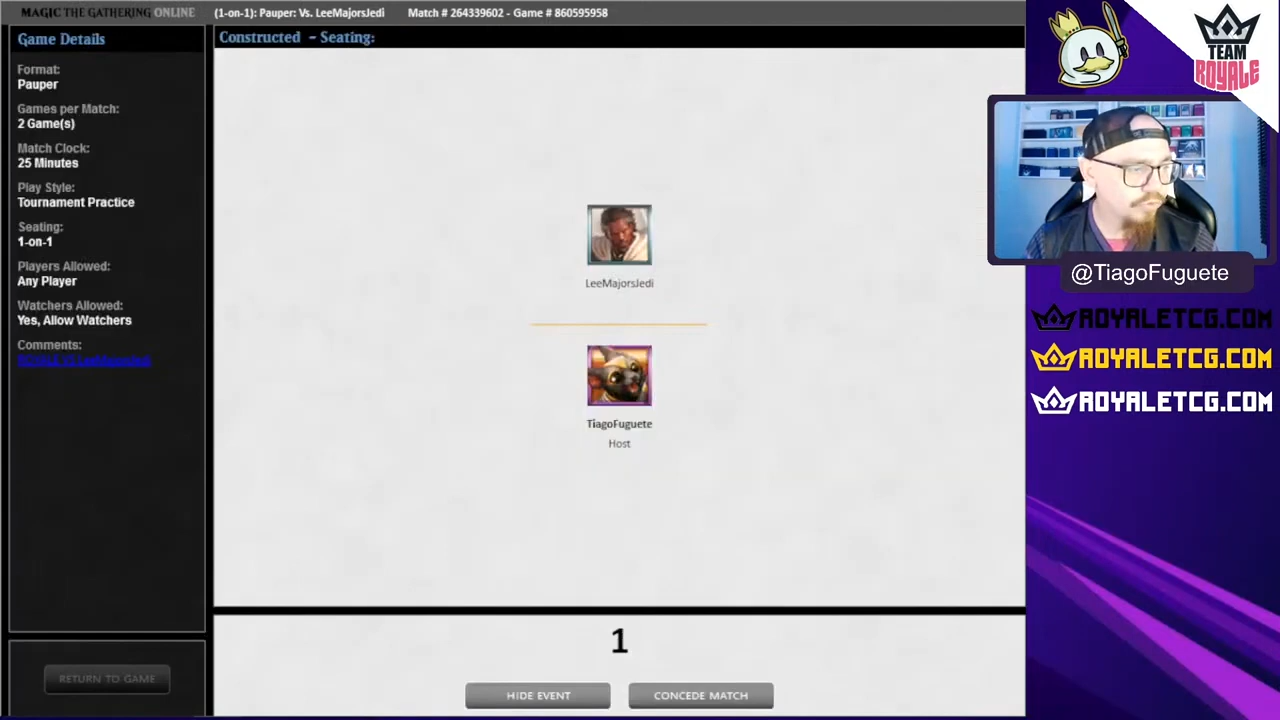 MAGIC THE GATHERING ONLINE (1-on-1): Pauper: Vs. LeeMajorsJedi Match # 264339602 - Game # 860595958
Game Details
Constructed - Seating:
Format:
Pauper
Games per Match:
2 Game(s)
Match Clock:
25 Minutes
Play Style:
Tournament Practice
Seating:
1-on-1
Players Allowed:
Any Player
Watchers Allowed:
Yes, Allow Watchers
Comments:
ROYALE VS LeeMajorsJedi
RETURN TO GAME
LeeMajorsJedi
TiagoFuguete
Host
1
HIDE EVENT
CONCEDE MATCH
TEAM
ROYALE
@TiagoFuguete
ROYALETCG.COM
ROYALETCG.COM
ROYALETCG.COM